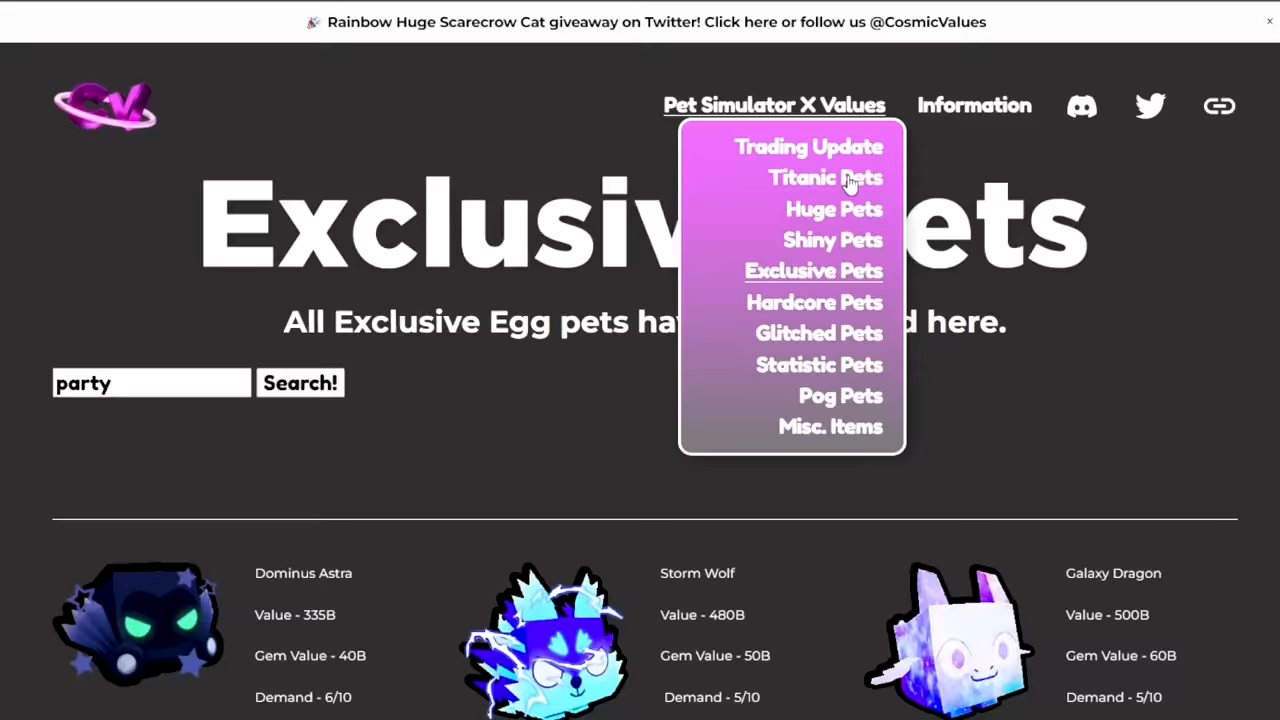 🎉 Rainbow Huge Scarecrow Cat giveaway on Twitter! Click here or follow us @CosmicValues
×
CV
Pet Simulator X Values
Information
Trading Update
Titanic Pets
Huge Pets
Shiny Pets
Exclusive Pets
Hardcore Pets
Glitched Pets
Statistic Pets
Pog Pets
Misc. Items
Exclusiv ets
All Exclusive Egg pets ha d here.
party
Search!
Dominus Astra
Value - 335B
Gem Value - 40B
Demand - 6/10
Storm Wolf
Value - 480B
Gem Value - 50B
Demand - 5/10
Galaxy Dragon
Value - 500B
Gem Value - 60B
Demand - 5/10